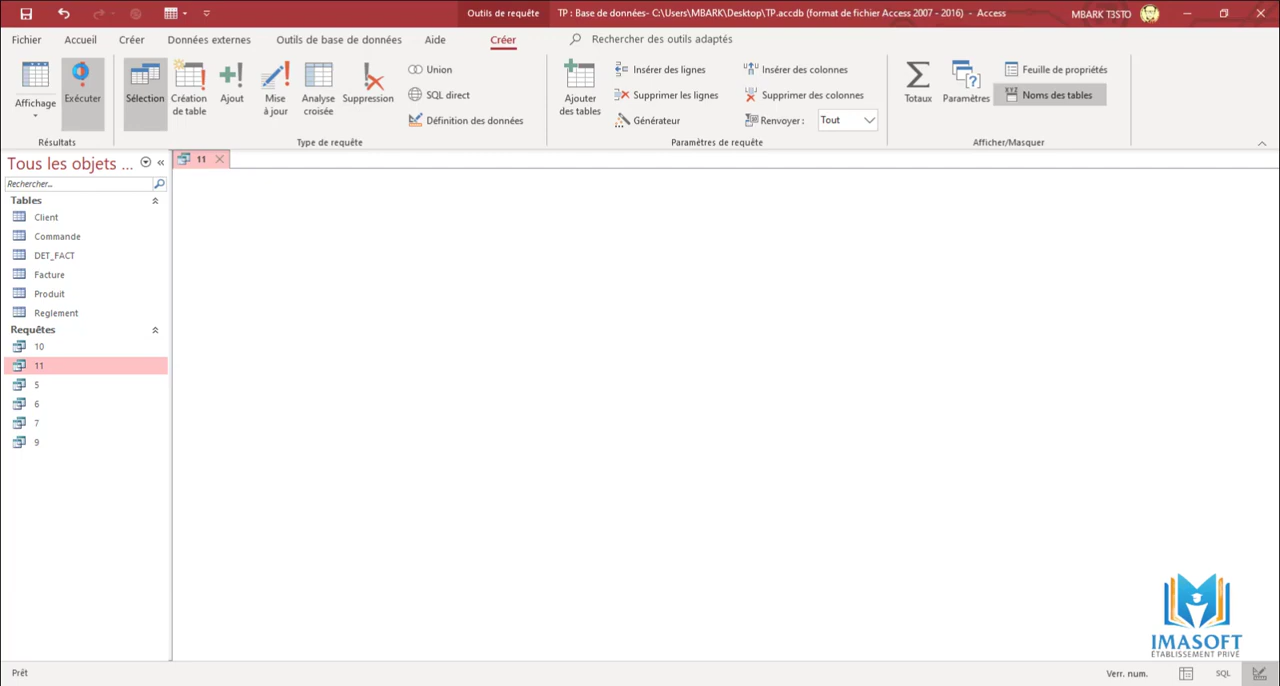 Outils de requête
TP : Base de données- C:\Users\MBARK\Desktop\TP.accdb (format de fichier Access 2007 - 2016) - Access
MBARK T3STO
Fichier
Accueil
Créer
Données externes
Outils de base de données
Aide
Créer
Rechercher des outils adaptés
Affichage
Exécuter
Résultats
Sélection
Création
de table
Ajout
Mise
à jour
Analyse
croisée
Suppression
Union
SQL direct
Définition des données
Type de requête
Ajouter
des tables
Insérer des lignes
Supprimer les lignes
Générateur
Insérer des colonnes
Supprimer des colonnes
Renvoyer : Tout
Paramètres de requête
Totaux
Paramètres
Feuille de propriétés
Noms des tables
Afficher/Masquer
Tous les objets ...
Rechercher...
Tables
Client
Commande
DET_FACT
Facture
Produit
Reglement
Requêtes
10
11
5
6
7
9
11
IMASOFT
ÉTABLISSEMENT PRIVÉ
Prêt
Verr. num.
SQL